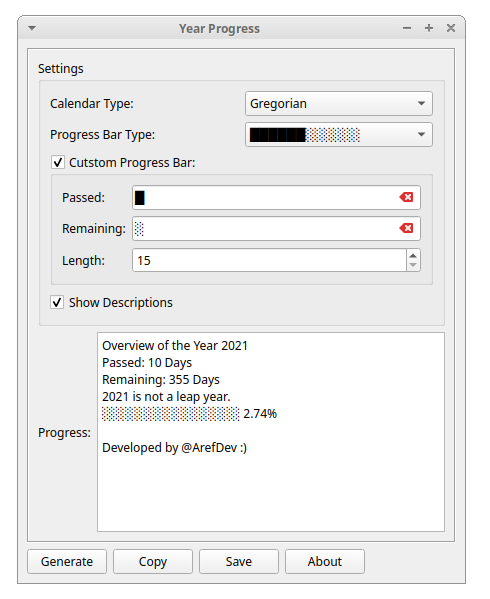 Year Progress
Settings
Calendar Type:
Gregorian
Progress Bar Type:
██████░░░░░░
Cutstom Progress Bar:
Passed:
█
Remaining:
░
Length:
15
Show Descriptions
Progress:
Overview of the Year 2021
Passed: 10 Days
Remaining: 355 Days
2021 is not a leap year.
░░░░░░░░░░░░░░░ 2.74%
Developed by @ArefDev :)
Generate
Copy
Save
About